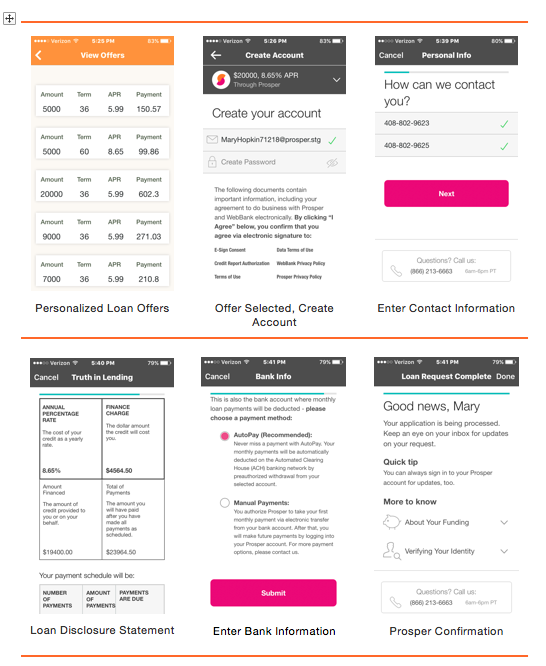 Verizon 5:25 PM 83%
View Offers
Amount Term APR Payment
5000 36 5.99 150.57
Amount Term APR Payment
5000 60 8.65 99.86
Amount Term APR Payment
20000 36 5.99 602.3
Amount Term APR Payment
9000 36 5.99 271.03
Amount Term APR Payment
7000 36 5.99 210.8
Personalized Loan Offers
Verizon 5:26 PM 83%
Create Account
$20000, 8.65% APR
Through Prosper
Create your account
MaryHopkin71218@prosper.stg
Create Password
The following documents contain
important information, including your
agreement to do business with Prosper
and WebBank electronically. By clicking "I
Agree" below, you confirm that you
agree via electronic signature to:
E-Sign Consent Data Terms of Use
Credit Report Authorization WebBank Privacy Policy
Terms of Use Prosper Privacy Policy
Offer Selected, Create
Account
Verizon 5:39 PM 80%
Cancel Personal Info
How can we contact
you?
408-802-9623
408-802-9625
Next
Questions? Call us:
(866) 213-6663 6am-6pm PT
Enter Contact Information
Verizon 5:40 PM 79%
Cancel Truth in Lending
ANNUAL
PERCENTAGE
RATE
The cost of your
credit as a yearly
rate.
8.65%
FINANCE
CHARGE
The dollar amount
the credit will cost
you.
$4564.50
Amount
Financed
The amount of
credit provided to
you or on your
behalf.
$19400.00
Total of
Payments
The amount you
will have paid
after you have
made all
payments as
scheduled.
$23964.50
Your payment schedule will be:
NUMBER
OF
PAYMENTS
AMOUNT
OF
PAYMENTS
PAYMENTS
ARE DUE
Loan Disclosure Statement
Verizon 5:41 PM 79%
Cancel Bank Info
This is also the bank account where monthly
loan payments will be deducted - please
choose a payment method:
AutoPay (Recommended):
Never miss a payment with AutoPay. Your
monthly payments will be automatically
deducted on the Automated Clearing
House (ACH) banking network by
preauthorized withdrawal from your
selected account.
Manual Payments:
You authorize Prosper to take your first
monthly payment via electronic transfer
from your bank account. After that, you
will make future payments by logging into
your Prosper account. For more payment
options, please contact us.
Submit
Enter Bank Information
Verizon 5:41 PM 79%
Loan Request Complete Done
Good news, Mary
Your application is being processed.
Keep an eye on your inbox for updates
on your request.
Quick tip
You can always sign in to your Prosper
account for updates, too.
More to know
About Your Funding
Verifying Your Identity
Questions? Call us:
(866) 213-6663 6am-6pm PT
Prosper Confirmation